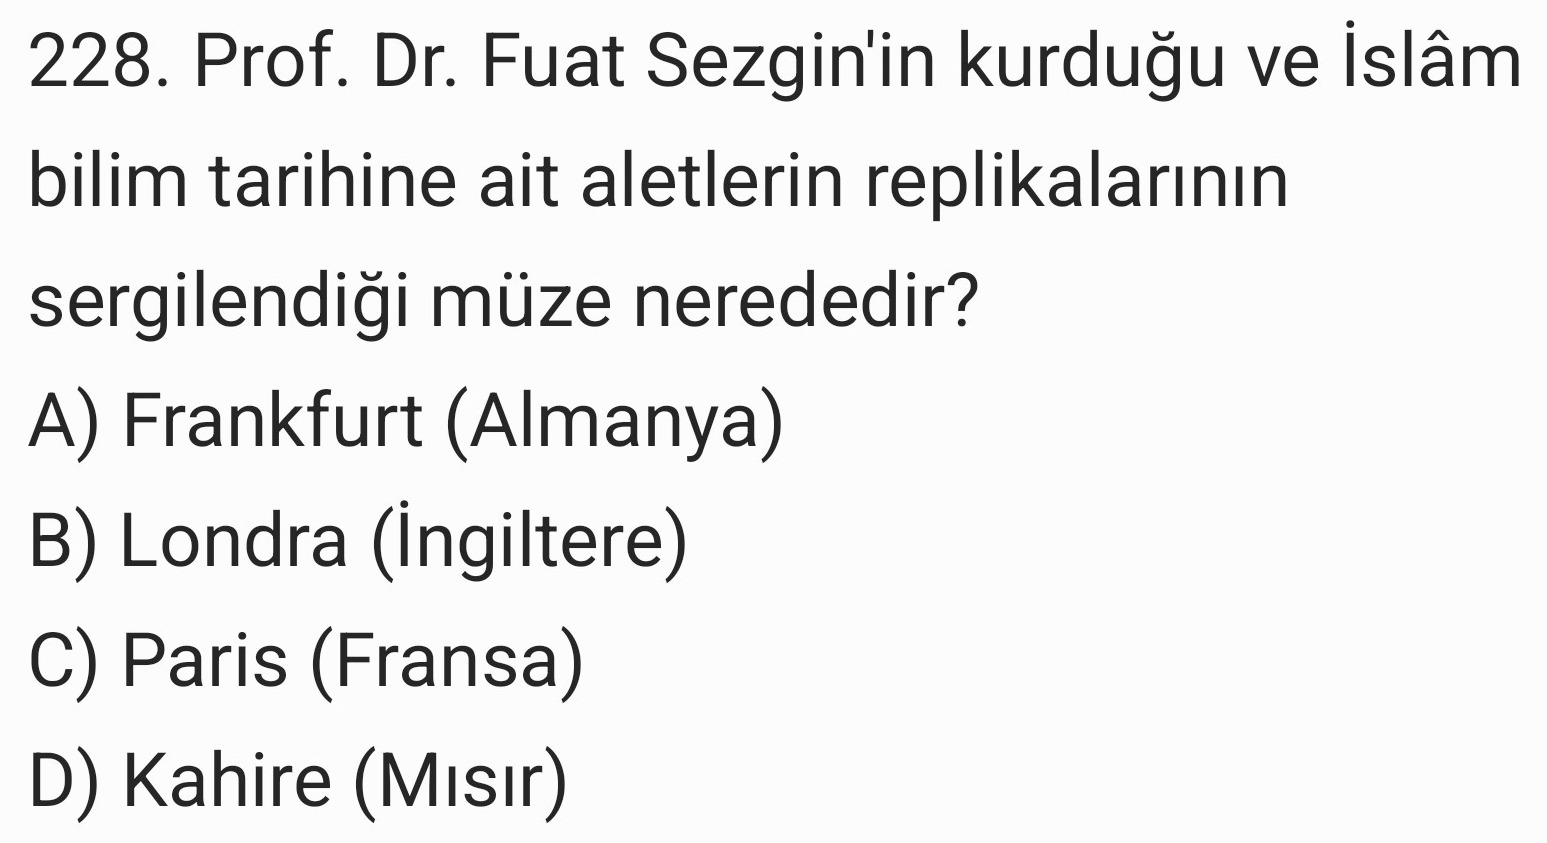 228. Prof. Dr. Fuat Sezgin'in kurduğu ve İslâm
bilim tarihine ait aletlerin replikalarının
sergilendiği müze nerededir?
A) Frankfurt (Almanya)
B) Londra (İngiltere)
C) Paris (Fransa)
D) Kahire (Mısır)